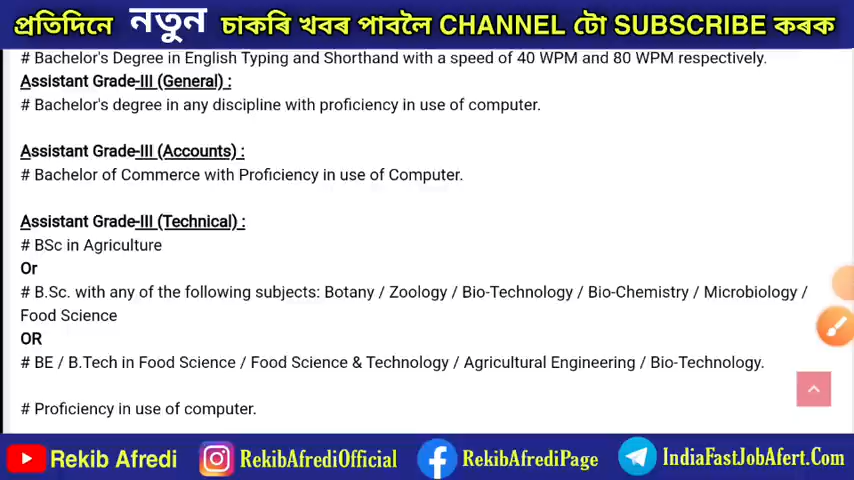 প্ৰতিদিনে নতুন চাকৰি খবৰ পাবলৈ CHANNEL টো SUBSCRIBE কৰক
# Bachelor's Degree in English Typing and Shorthand with a speed of 40 WPM and 80 WPM respectively.
Assistant Grade-III (General) :
# Bachelor's degree in any discipline with proficiency in use of computer.
Assistant Grade-III (Accounts) :
# Bachelor of Commerce with Proficiency in use of Computer.
Assistant Grade-III (Technical) :
# BSc in Agriculture
Or
# B.Sc. with any of the following subjects: Botany / Zoology / Bio-Technology / Bio-Chemistry / Microbiology /
Food Science
OR
# BE / B.Tech in Food Science / Food Science & Technology / Agricultural Engineering / Bio-Technology.
# Proficiency in use of computer.
Rekib Afredi RekibAfrediOfficial RekibAfrediPage IndiaFastJobAfert.Com